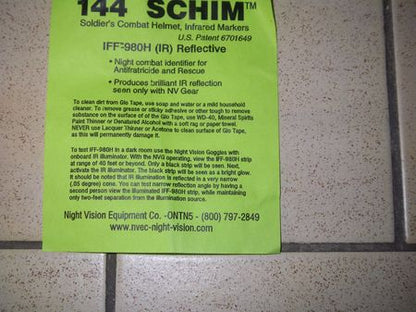 144 SCHIM™
Soldier's Combat Helmet, Infrared Markers
U.S. Patent 6701649
IFF-980H (IR) Reflective
• Night combat identifier for
Antifratricide and Rescue
• Produces brilliant IR reflection
seen only with NV Gear
To clean dirt from Glo Tape, use soap and water or a mild household
cleaner. To remove grease or sticky adhesive or other tough to remove
substance on the surface of of the Glo Tape, use WD-40, Mineral Spirits
Paint Thinner or Denatured Alcohol with a soft rag or paper towel.
NEVER use Lacquer Thinner or Acetone to clean surface of Glo Tape,
as this will permanently damage it.
To test IFF-980H in a dark room use the Night Vision Goggles with
onboard IR illuminator. With the NVG operating, view the IFF-980H strip
at range of 40 feet or beyond. Only a black strip will be seen. Next,
activate the IR illuminator. The black strip will be seen as a bright glow.
It should be noted that IR illumination is reflected in a very narrow
(.05 degree) cone. You can test narrow reflection angle by having a
second person view the illuminated IFF-980H strip, while maintaining
only two-feet separation from the illumination source.
Night Vision Equipment Co. -ONTN5 - (800) 797-2849
www.nvec-night-vision.com